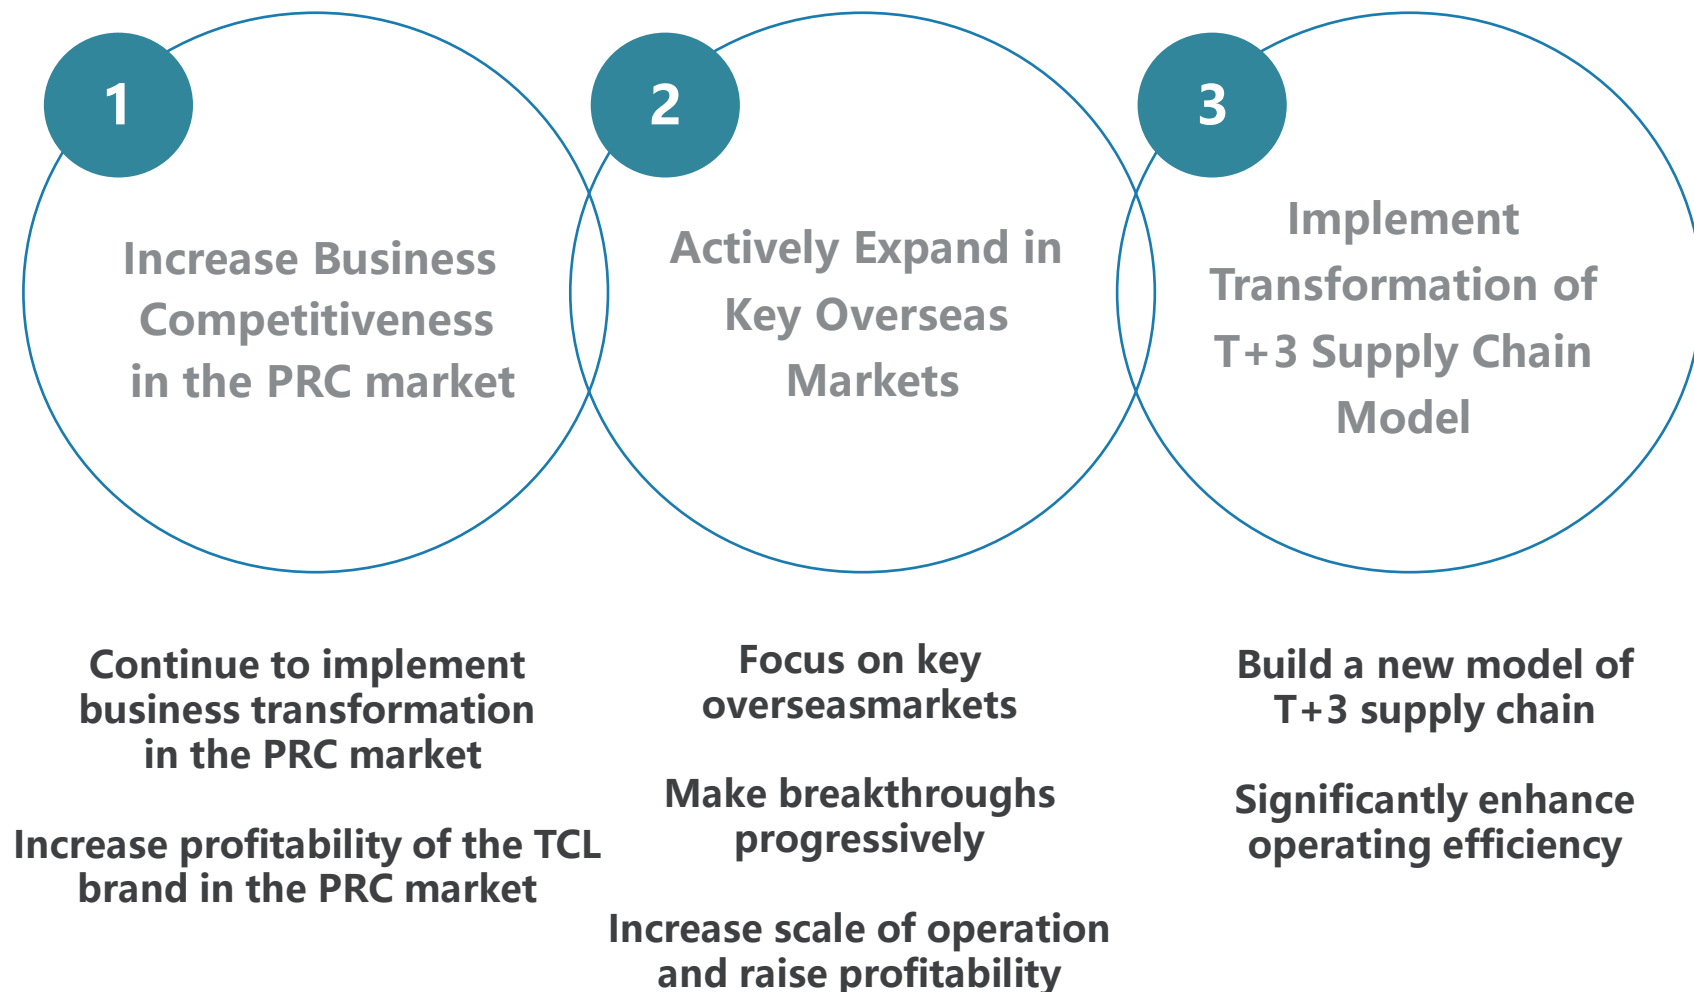 1
Increase Business
Competitiveness
in the PRC market
2
Actively Expand in
Key Overseas
Markets
3
Implement
Transformation of
T+3 Supply Chain
Model
Continue to implement
business transformation
in the PRC market
Increase profitability of the TCL
brand in the PRC market
Focus on key
overseasmarkets
Make breakthroughs
progressively
Increase scale of operation
and raise profitability
Build a new model of
T+3 supply chain
Significantly enhance
operating efficiency